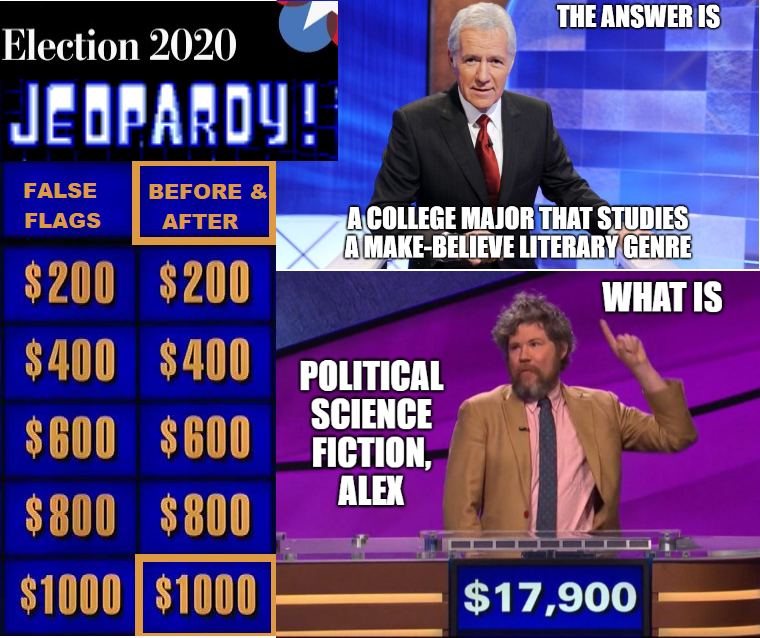 Election 2020
JEOPARDY!
FALSE
FLAGS
BEFORE &
AFTER
$200 $200
$400 $400
$600 $600
$800 $800
$1000 $1000
THE ANSWER IS
A COLLEGE MAJOR THAT STUDIES
A MAKE-BELIEVE LITERARY GENRE
WHAT IS
POLITICAL
SCIENCE
FICTION,
ALEX
$17,900